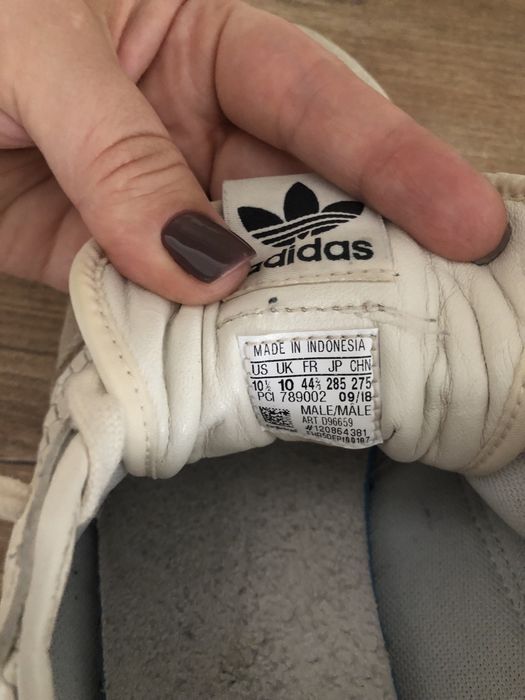 adidas
MADE IN INDONESIA
US UK FR JP CHN
10½ 10 44⅔ 285 275
PCI 789002 09/18
MALE/MALE
ART D96659
#120864381